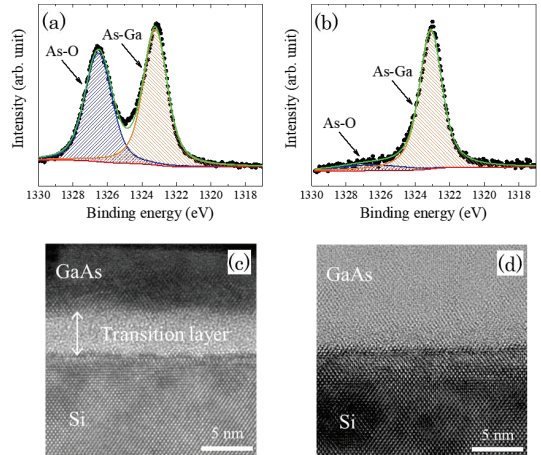 (a)
As-Ga
As-O
Intensity (arb. unit)
1330 1328 1326 1324 1322 1320 1318
Binding energy (eV)
(b)
As-Ga
As-O
Intensity (arb. unit)
1330 1328 1326 1324 1322 1320 1318
Binding energy (eV)
(c)
GaAs
Transition layer
Si
5 nm
(d)
GaAs
Si
5 nm